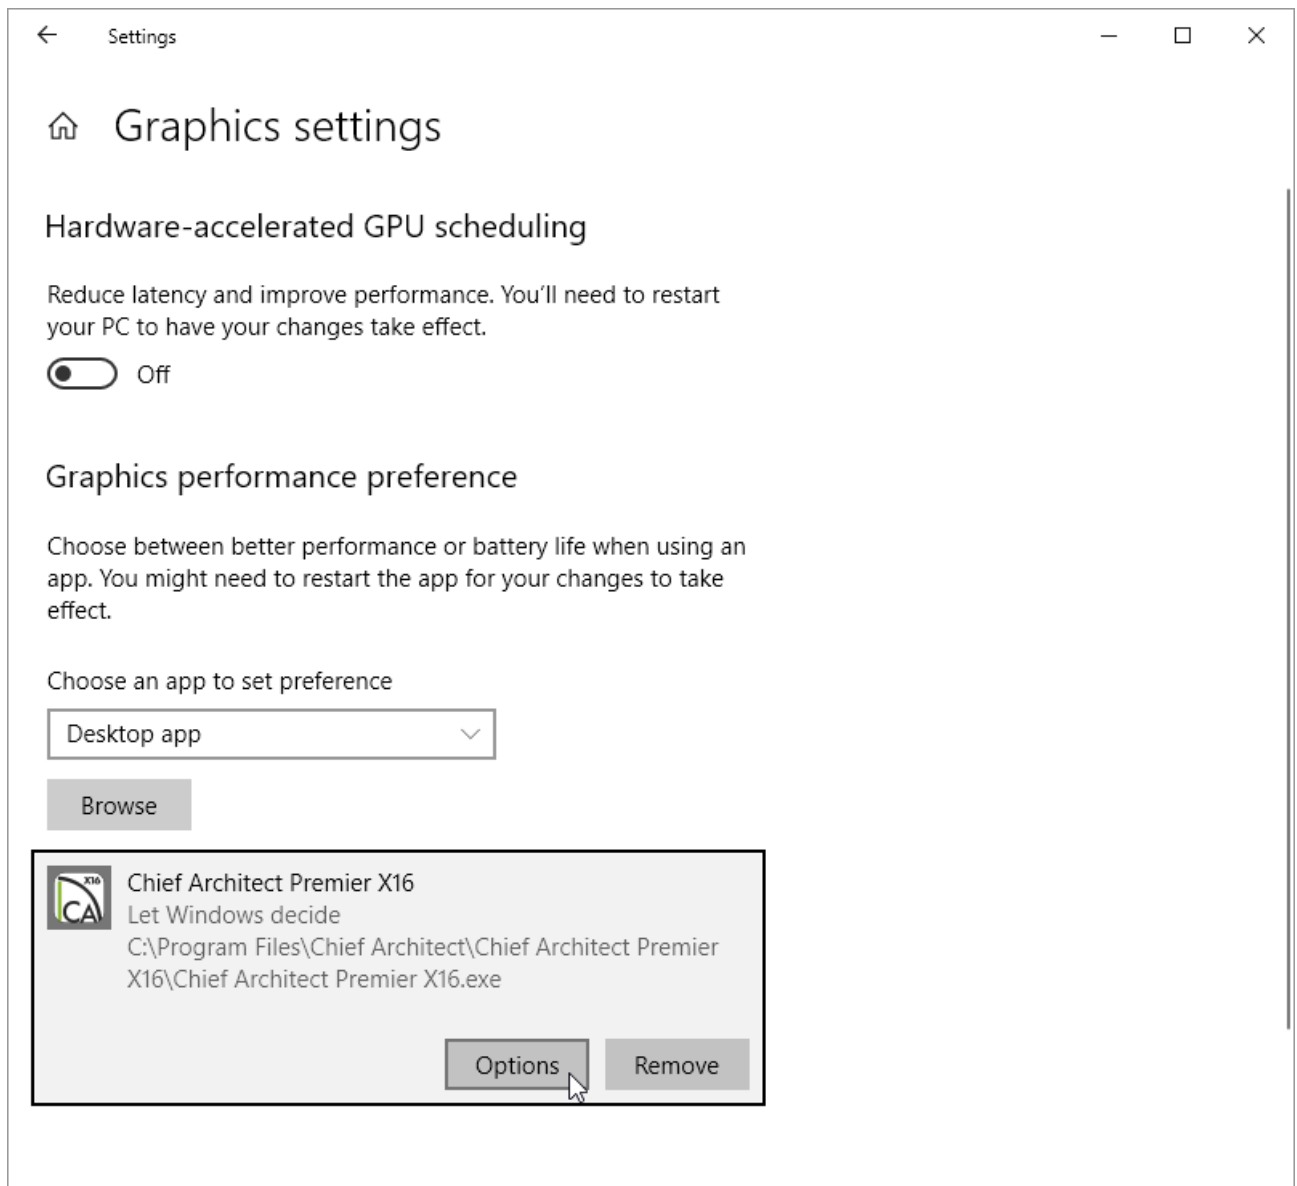 Settings
Graphics settings
Hardware-accelerated GPU scheduling
Reduce latency and improve performance. You’ll need to restart
your PC to have your changes take effect.
Off
Graphics performance preference
Choose between better performance or battery life when using an
app. You might need to restart the app for your changes to take
effect.
Choose an app to set preference
Desktop app
Browse
X16
CA
Chief Architect Premier X16
Let Windows decide
C:\Program Files\Chief Architect\Chief Architect Premier
X16\Chief Architect Premier X16.exe
Options
Remove